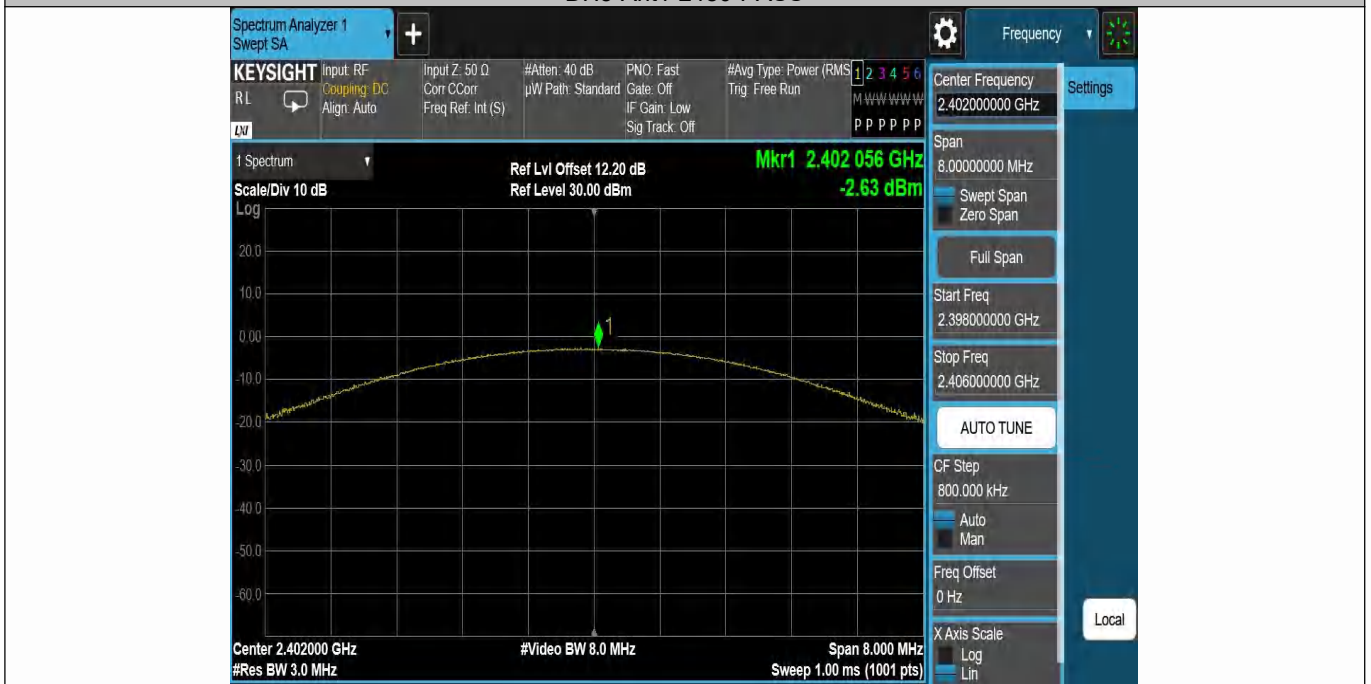 Spectrum Analyzer 1
Swept SA
+
Frequency
KEYSIGHT
RL
LXI
Input: RF
Coupling: DC
Align: Auto
Input Z: 50 Ω
Corr CCorr
Freq Ref: Int (S)
#Atten: 40 dB
µW Path: Standard
PNO: Fast
Gate: Off
IF Gain: Low
Sig Track: Off
#Avg Type: Power (RMS
Trig: Free Run
1 2 3 4 5 6
M W W W W W
P P P P P P
Center Frequency
2.402000000 GHz
Settings
Span
8.00000000 MHz
Swept Span
Zero Span
Full Span
Start Freq
2.398000000 GHz
Stop Freq
2.406000000 GHz
AUTO TUNE
CF Step
800.000 kHz
Auto
Man
Freq Offset
0 Hz
X Axis Scale
Log
Lin
Local
1 Spectrum
Scale/Div 10 dB
Log
Ref Lvl Offset 12.20 dB
Ref Level 30.00 dBm
Mkr1 2.402 056 GHz
-2.63 dBm
1
20.0
10.0
0.00
-10.0
-20.0
-30.0
-40.0
-50.0
-60.0
Center 2.402000 GHz
#Res BW 3.0 MHz
#Video BW 8.0 MHz
Span 8.000 MHz
Sweep 1.00 ms (1001 pts)